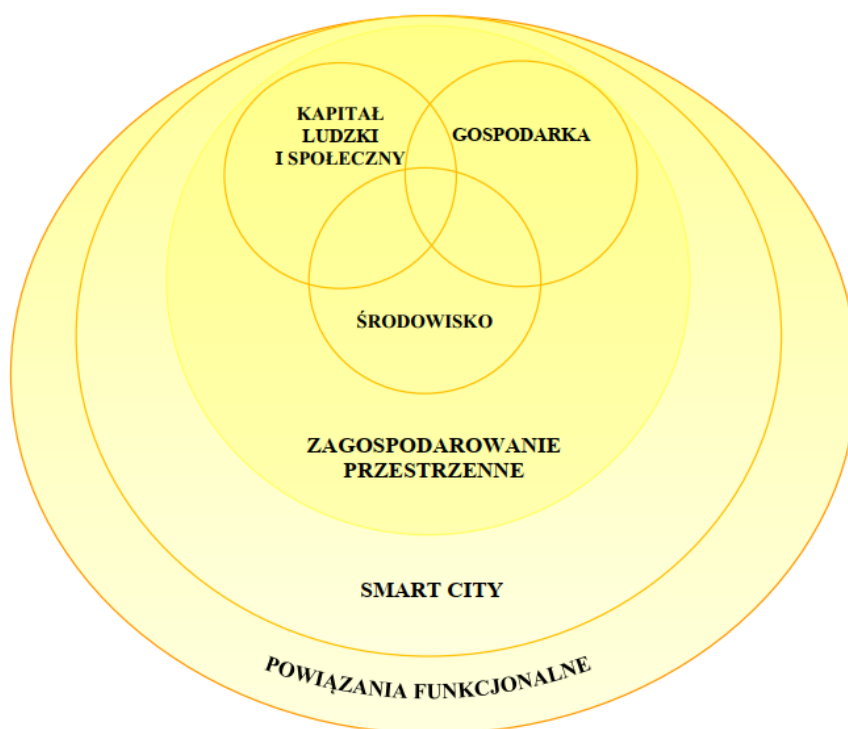 KAPITAŁ
LUDZKI
I SPOŁECZNY
GOSPODARKA
ŚRODOWISKO
ZAGOSPODAROWANIE
PRZESTRZENNE
SMART CITY
POWIĄZANIA FUNKCJONALNE